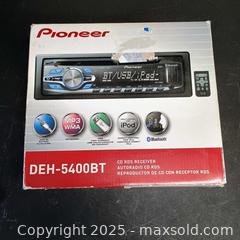 Pioneer
BT/USB/iPod
MP3
WMA
iPod
Bluetooth
DEH-5400BT
CD RDS RECEIVER
AUTORADIO CD RDS
REPRODUCTOR DE CD CON RECEPTOR RDS
Copyright 2025 - maxsold.com